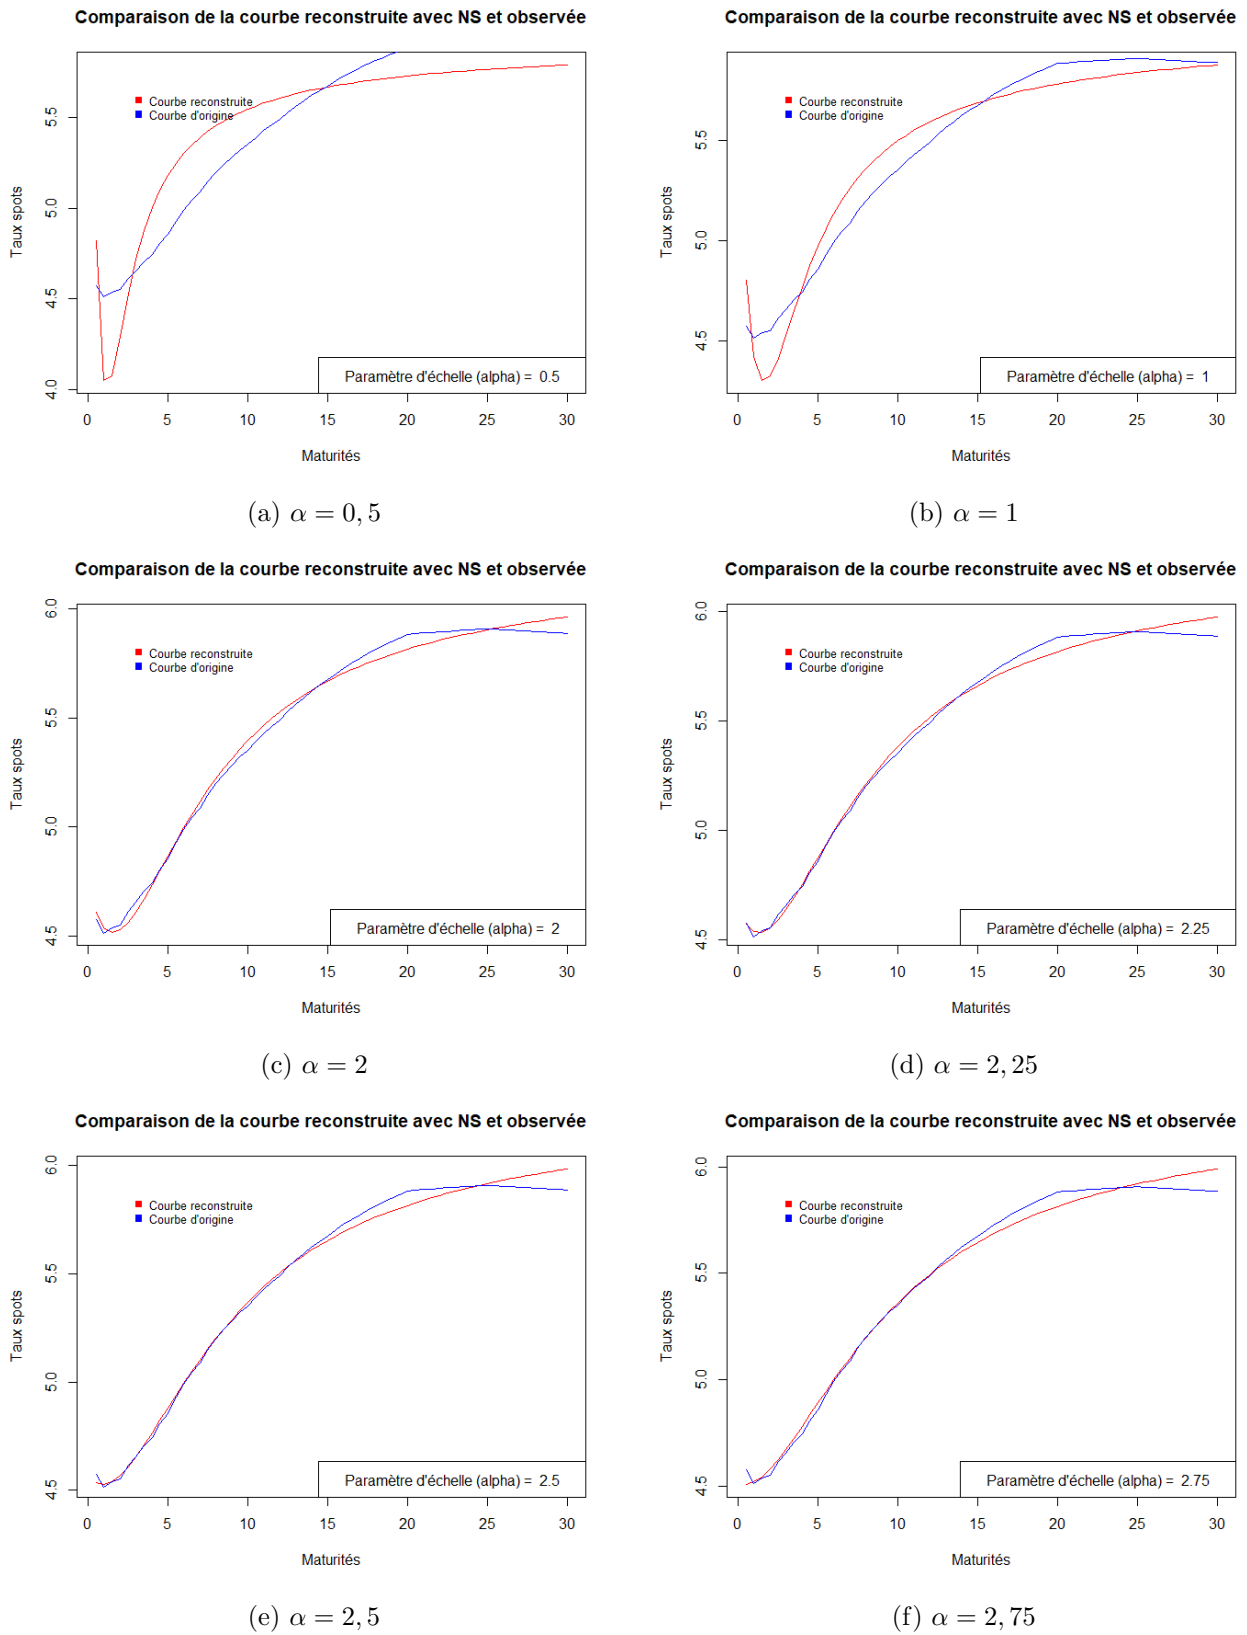 Comparaison de la courbe reconstruite avec NS et observée
Taux spots
5.5
5.0
4.5
4.0
Courbe reconstruite
Courbe d'origine
Paramètre d'échelle (alpha) = 0.5
0 5 10 15 20 25 30
Maturités
(a) α = 0, 5
Comparaison de la courbe reconstruite avec NS et observée
Taux spots
5.5
5.0
4.5
Courbe reconstruite
Courbe d'origine
Paramètre d'échelle (alpha) = 1
0 5 10 15 20 25 30
Maturités
(b) α = 1
Comparaison de la courbe reconstruite avec NS et observée
Taux spots
6.0
5.5
5.0
4.5
Courbe reconstruite
Courbe d'origine
Paramètre d'échelle (alpha) = 2
0 5 10 15 20 25 30
Maturités
(c) α = 2
Comparaison de la courbe reconstruite avec NS et observée
Taux spots
6.0
5.5
5.0
4.5
Courbe reconstruite
Courbe d'origine
Paramètre d'échelle (alpha) = 2.25
0 5 10 15 20 25 30
Maturités
(d) α = 2, 25
Comparaison de la courbe reconstruite avec NS et observée
Taux spots
6.0
5.5
5.0
4.5
Courbe reconstruite
Courbe d'origine
Paramètre d'échelle (alpha) = 2.5
0 5 10 15 20 25 30
Maturités
(e) α = 2, 5
Comparaison de la courbe reconstruite avec NS et observée
Taux spots
6.0
5.5
5.0
4.5
Courbe reconstruite
Courbe d'origine
Paramètre d'échelle (alpha) = 2.75
0 5 10 15 20 25 30
Maturités
(f) α = 2, 75